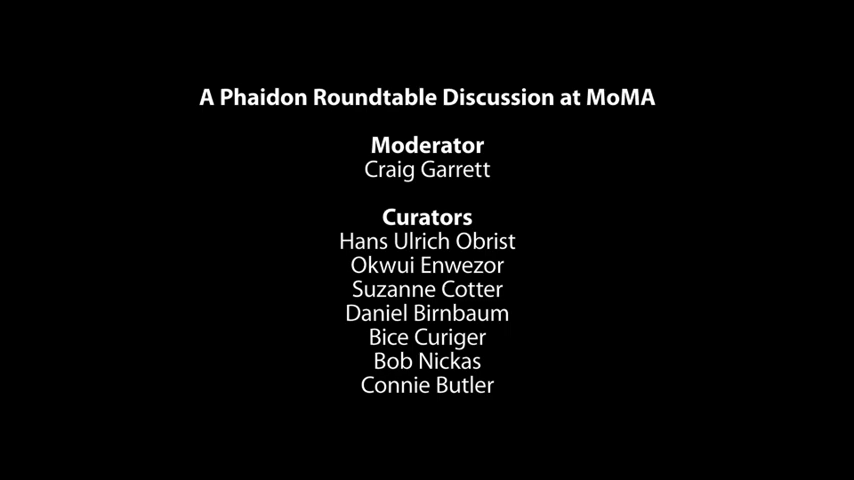 A Phaidon Roundtable Discussion at MoMA
Moderator
Craig Garrett
Curators
Hans Ulrich Obrist
Okwui Enwezor
Suzanne Cotter
Daniel Birnbaum
Bice Curiger
Bob Nickas
Connie Butler